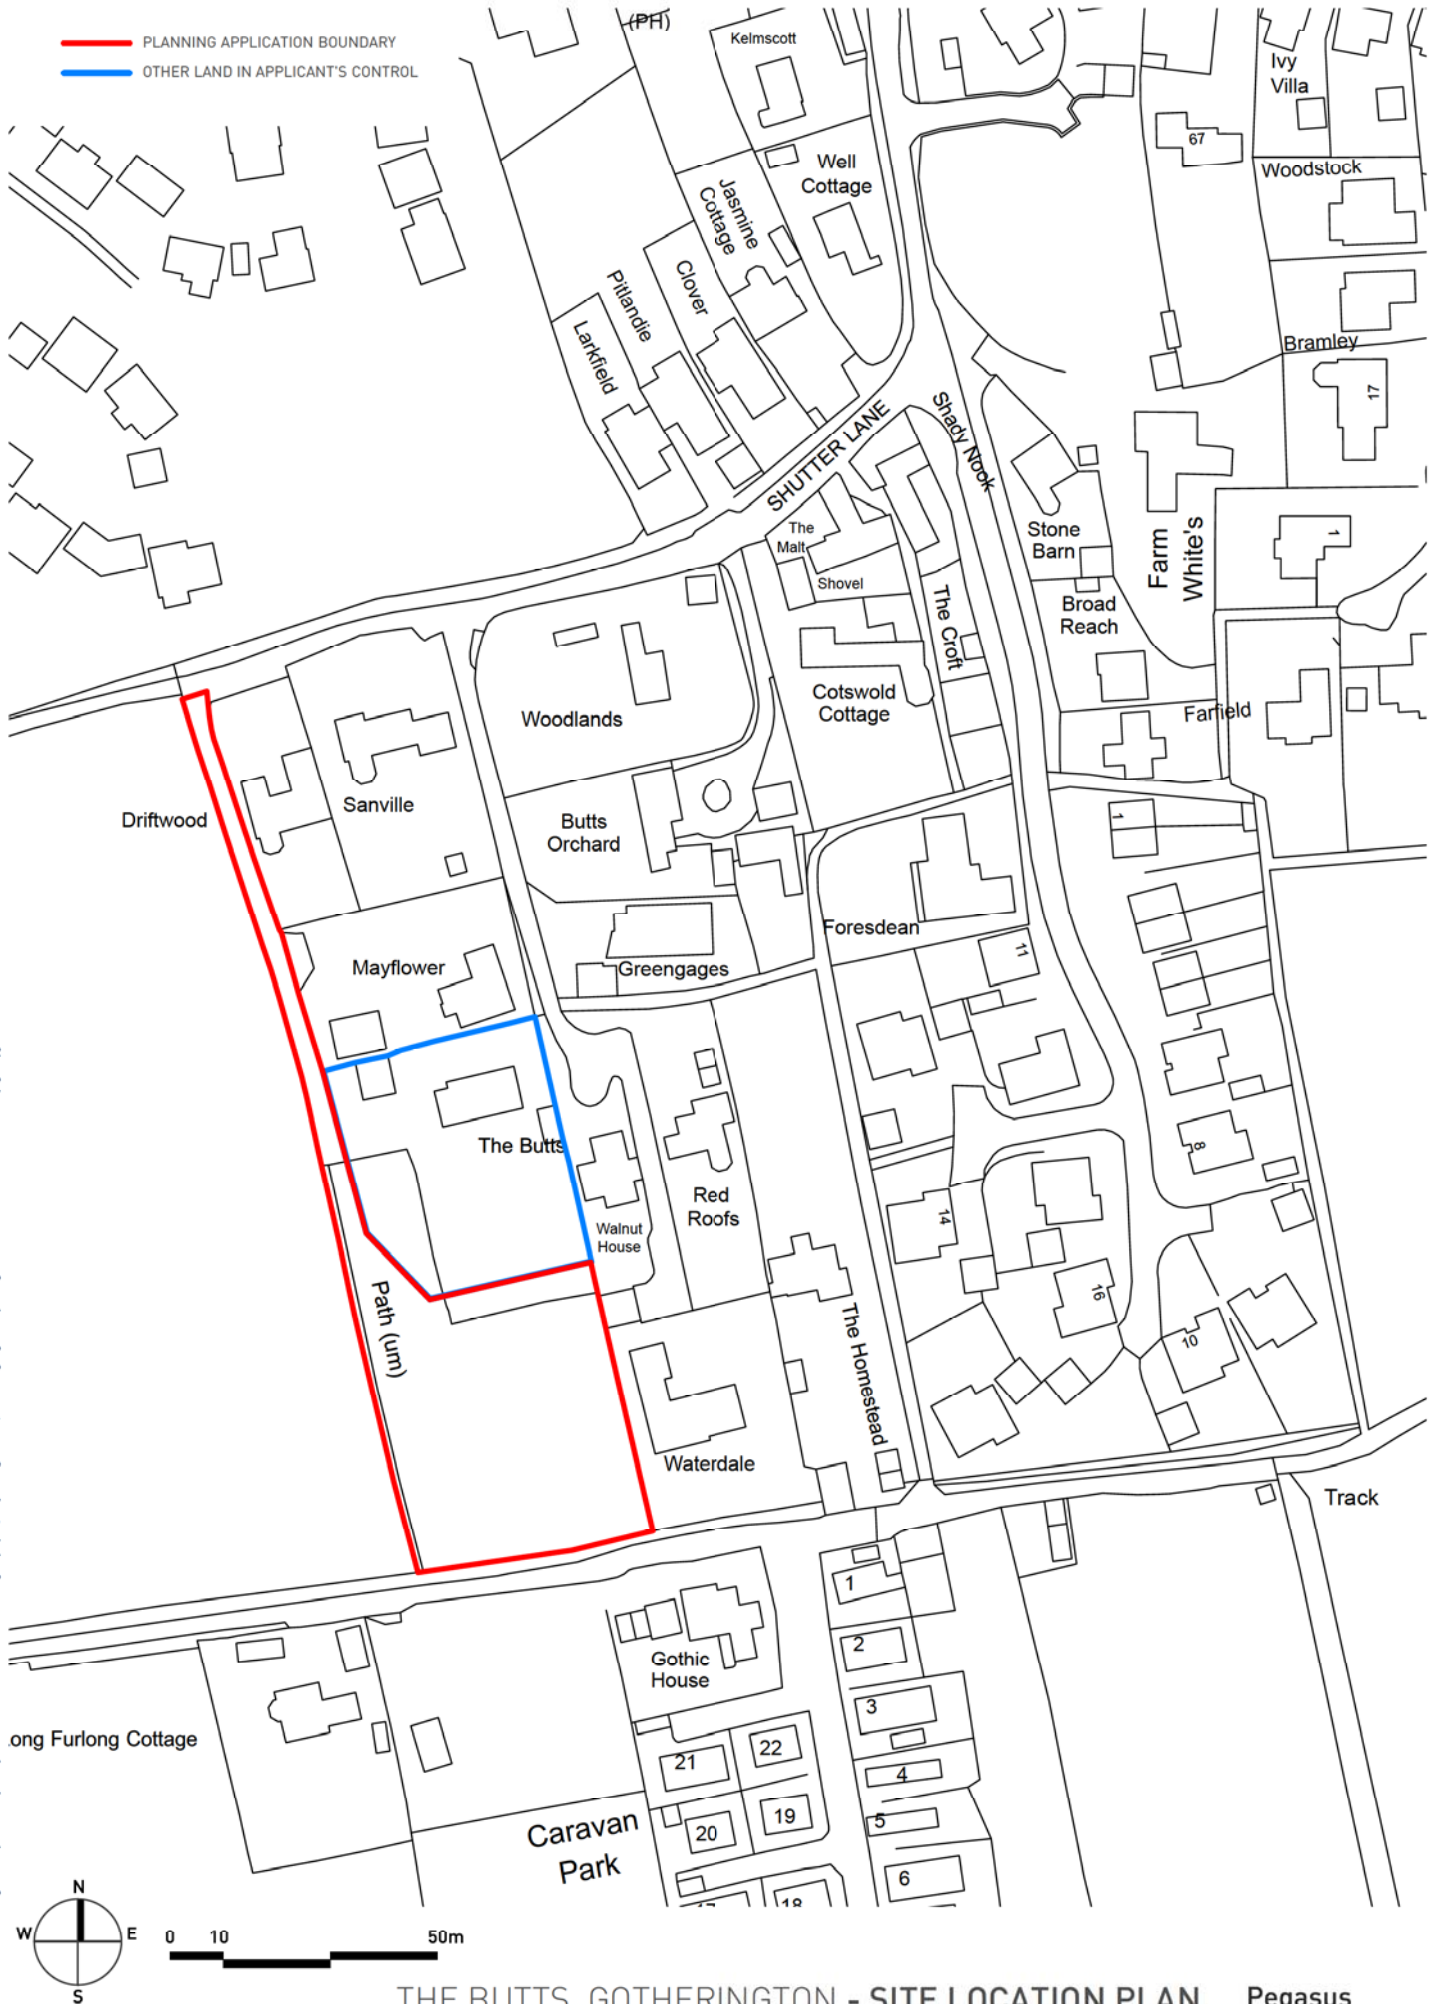 (PH)
PLANNING APPLICATION BOUNDARY
OTHER LAND IN APPLICANT'S CONTROL
Kelmscott
Ivy
Villa
67
Well
Cottage
Woodstock
Jasmine
Cottage
Clover
Pitlandie
Larkfield
Bramley
17
SHUTTER LANE
Shady Nook
The
Malt
Shovel
Stone
Barn
Farm
White's
1
Broad
Reach
The Croft
Woodlands
Cotswold
Cottage
Farfield
Driftwood
Sanville
Butts
Orchard
1
Foresdean
11
Mayflower
Greengages
The Butts
8
Red
Roofs
14
Walnut
House
Path (um)
16
10
The Homestead
Waterdale
Track
1
2
Gothic
House
3
Long Furlong Cottage
21
22
4
Caravan
Park
20
19
5
6
17
18
N
W
E
S
0
10
50m
THE BUTTS, GOTHERINGTON - SITE LOCATION PLAN
Pegasus